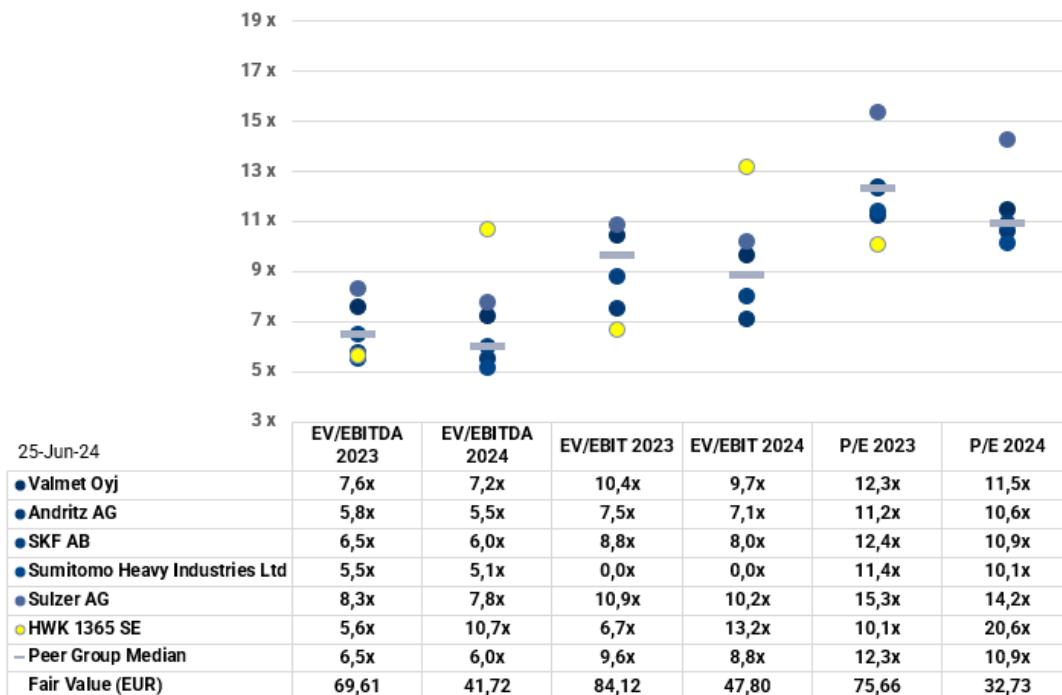 19 x
17 x
15 x
13 x
11 x
9 x
7 x
5 x
3 x
25-Jun-24 EV/EBITDA 2023 EV/EBITDA 2024 EV/EBIT 2023 EV/EBIT 2024 P/E 2023 P/E 2024
Valmet Oyj 7,6x 7,2x 10,4x 9,7x 12,3x 11,5x
Andritz AG 5,8x 5,5x 7,5x 7,1x 11,2x 10,6x
SKF AB 6,5x 6,0x 8,8x 8,0x 12,4x 10,9x
Sumitomo Heavy Industries Ltd 5,5x 5,1x 0,0x 0,0x 11,4x 10,1x
Sulzer AG 8,3x 7,8x 10,9x 10,2x 15,3x 14,2x
HWK 1365 SE 5,6x 10,7x 6,7x 13,2x 10,1x 20,6x
Peer Group Median 6,5x 6,0x 9,6x 8,8x 12,3x 10,9x
Fair Value (EUR) 69,61 41,72 84,12 47,80 75,66 32,73